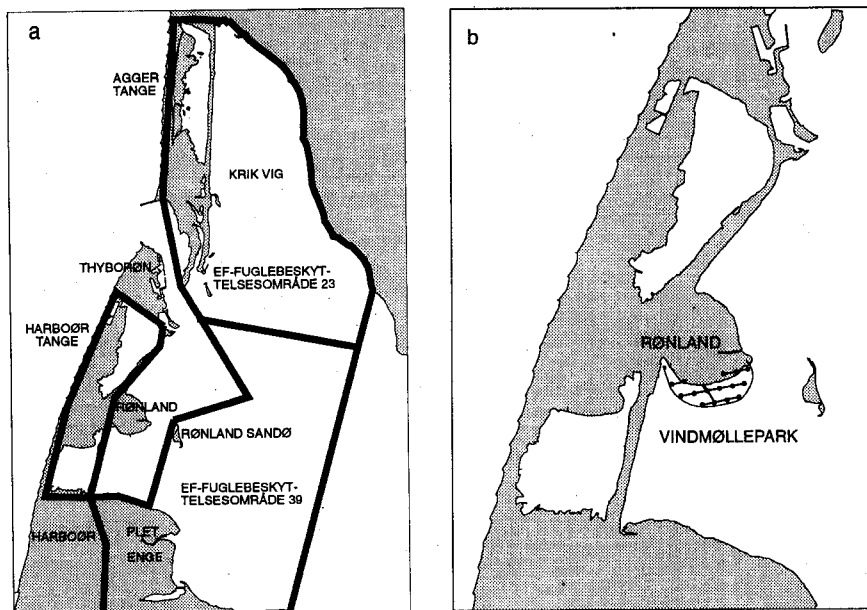 a
AGGER
TANGE
KRIK VIG
THYBORØN
EF-FUGLEBESKYT-
TELSESOMRÅDE 23
HARBOØR
TANGE
RØNLAND
RØNLAND SANDØ
EF-FUGLEBESKYT-
TELSESOMRÅDE 39
HARBOØR
PLET
ENGE
b
RØNLAND
VINDMØLLEPARK